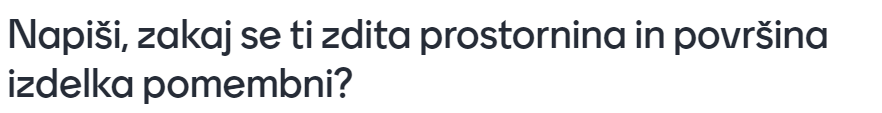 Napiši, zakaj se ti zdita prostornina in površina
izdelka pomembni?